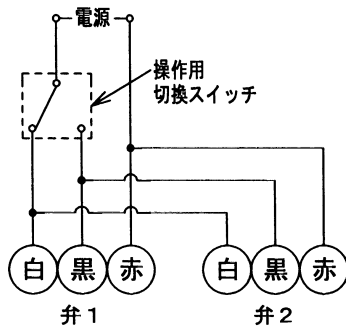 電源
操作用
切換スイッチ
白 黒 赤 白 黒 赤
弁1 弁2